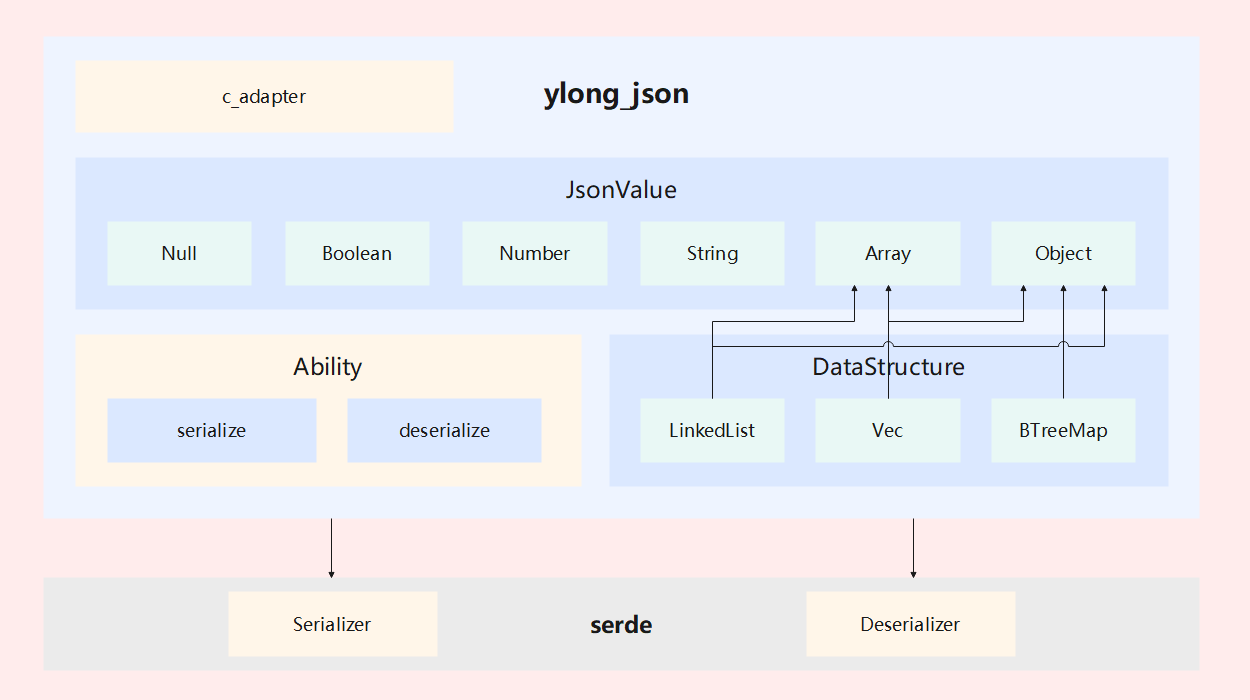 c_adapter
ylong_json
JsonValue
Null
Boolean
Number
String
Array
Object
Ability
serialize
deserialize
DataStructure
LinkedList
Vec
BTreeMap
Serializer
serde
Deserializer